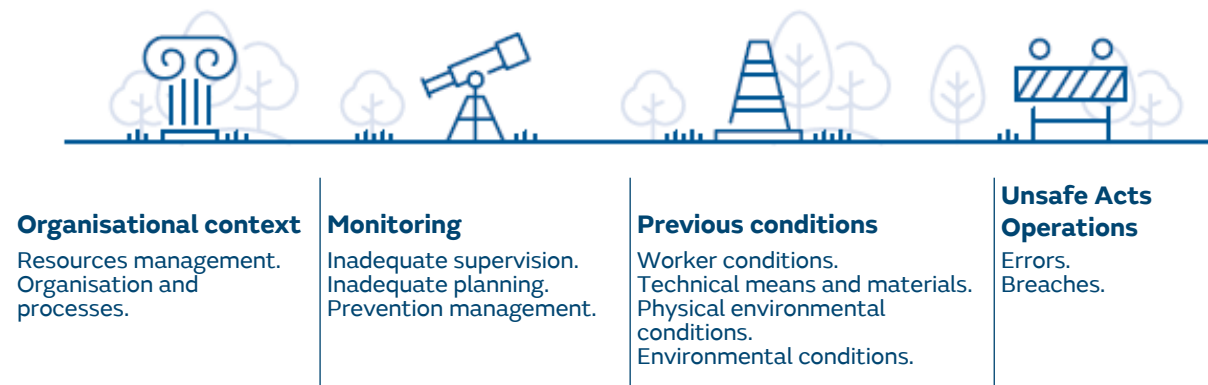 Organisational context
Resources management.
Organisation and
processes.
Monitoring
Inadequate supervision.
Inadequate planning.
Prevention management.
Previous conditions
Worker conditions.
Technical means and materials.
Physical environmental
conditions.
Environmental conditions.
Unsafe Acts
Operations
Errors.
Breaches.